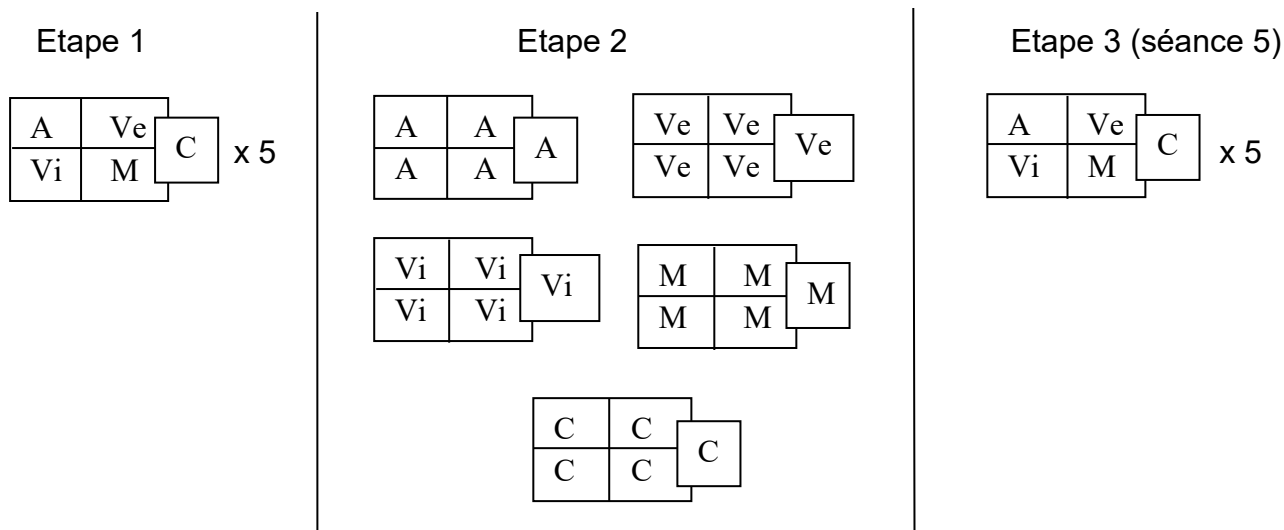 Etape 1
A Ve
Vi M
C
x 5
Etape 2
A A
A A
A
Ve Ve
Ve Ve
Ve
Vi Vi
Vi Vi
Vi
M M
M M
M
C C
C C
C
Etape 3 (séance 5)
A Ve
Vi M
C
x 5